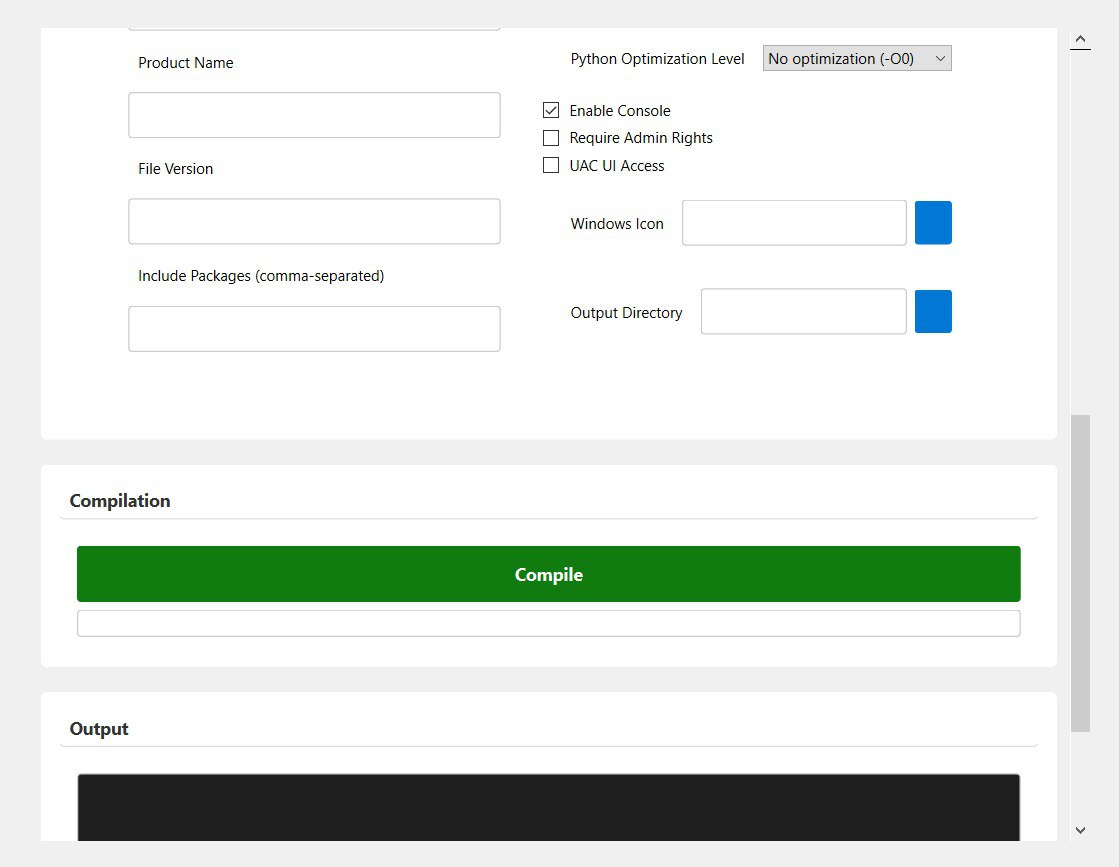 Product Name
File Version
Include Packages (comma-separated)
Python Optimization Level No optimization (-O0)
Enable Console
Require Admin Rights
UAC UI Access
Windows Icon
Output Directory
Compilation
Compile
Output